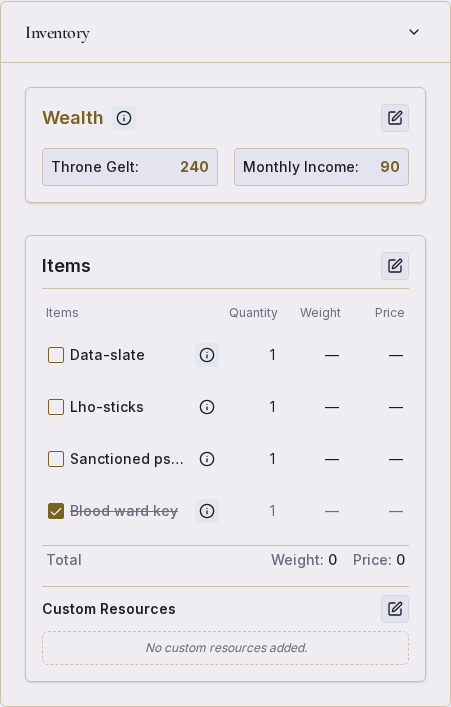 Inventory
Wealth
Throne Gelt: 240 Monthly Income: 90
Items
Items Quantity Weight Price
Data-slate 1 — —
Lho-sticks 1 — —
Sanctioned ps... 1 — —
Blood ward key 1 — —
Total Weight: 0 Price: 0
Custom Resources
No custom resources added.